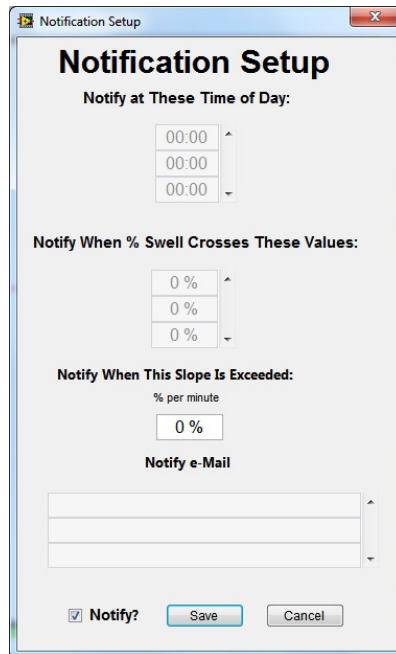 Notification Setup
Notification Setup
Notify at These Time of Day:
00:00
00:00
00:00
Notify When % Swell Crosses These Values:
0 %
0 %
0 %
Notify When This Slope Is Exceeded:
% per minute
0 %
Notify e-Mail
Notify? Save Cancel